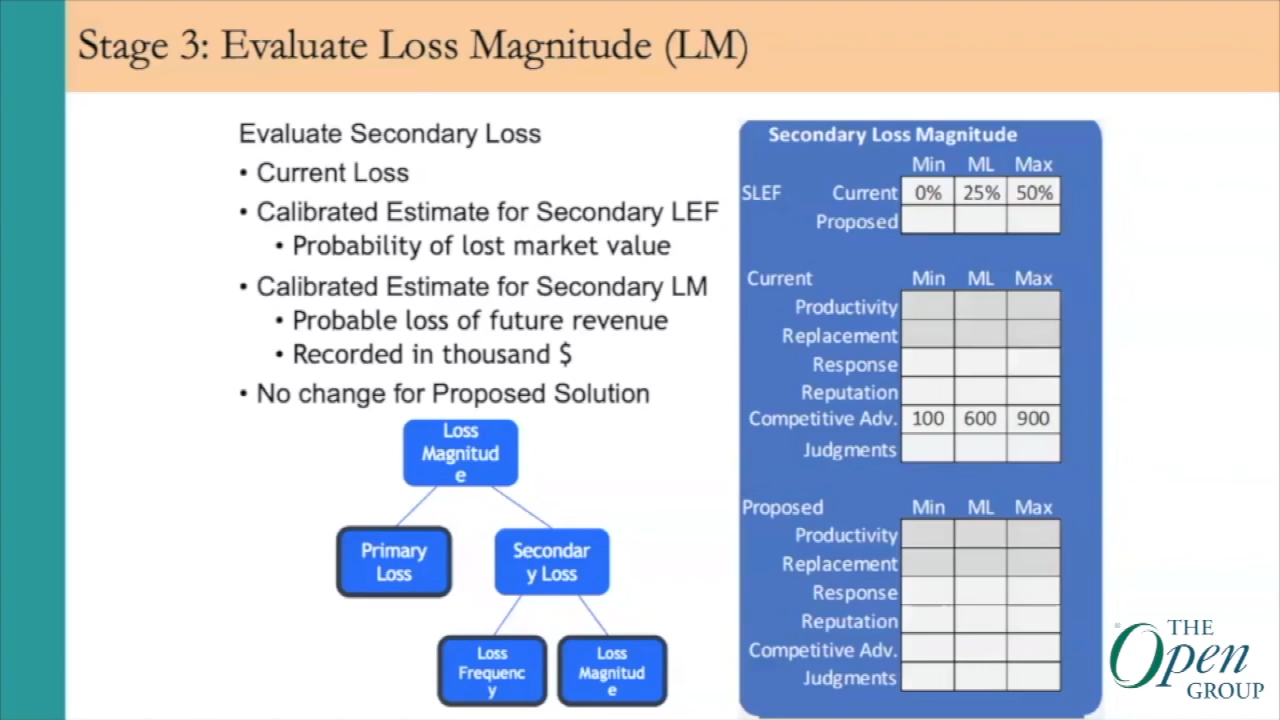 Stage 3: Evaluate Loss Magnitude (LM)
Evaluate Secondary Loss
• Current Loss
• Calibrated Estimate for Secondary LEF
• Probability of lost market value
• Calibrated Estimate for Secondary LM
• Probable loss of future revenue
• Recorded in thousand $
• No change for Proposed Solution
Loss
Magnitud
e
Primary
Loss
Secondar
y Loss
Loss
Frequenc
y
Loss
Magnitud
e
Secondary Loss Magnitude
Min ML Max
SLEF Current 0% 25% 50%
Proposed
Current Min ML Max
Productivity
Replacement
Response
Reputation
Competitive Adv. 100 600 900
Judgments
Proposed Min ML Max
Productivity
Replacement
Response
Reputation
Competitive Adv.
Judgments
THE
Open
GROUP